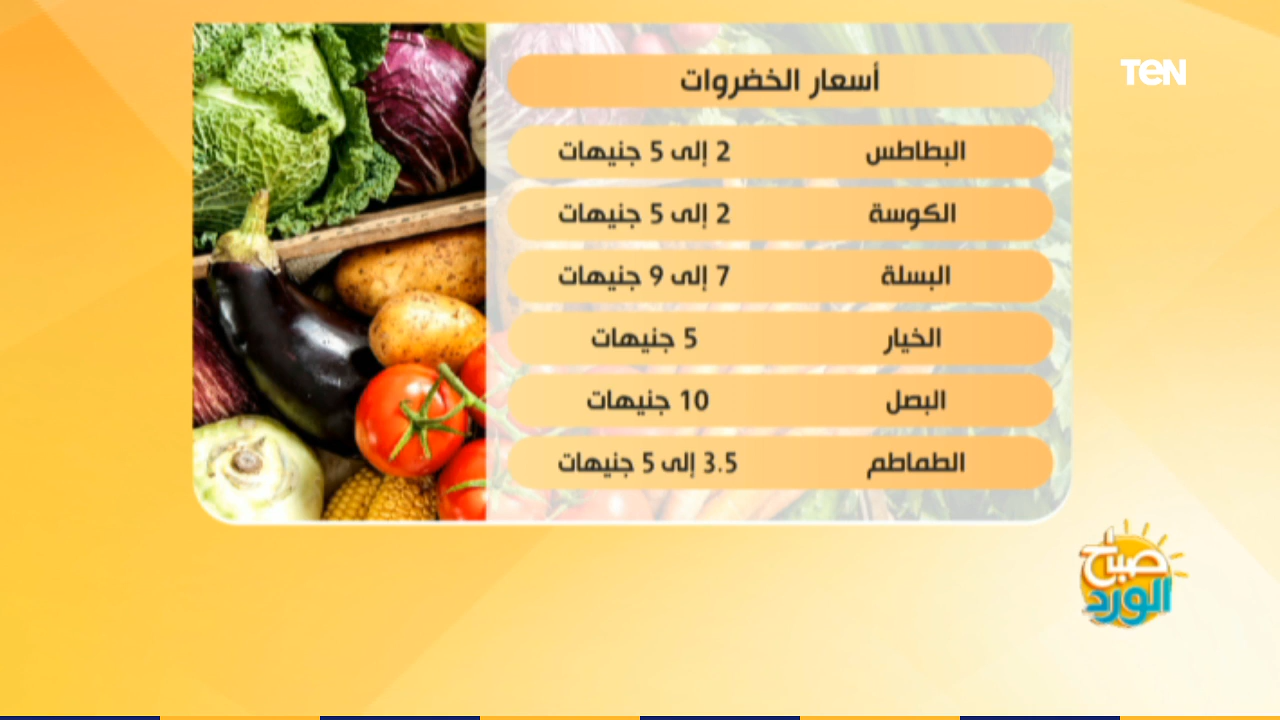 TEN
أسعار الخضروات
البطاطس 2 إلى 5 جنيهات
الكوسة 2 إلى 5 جنيهات
البسلة 7 إلى 9 جنيهات
الخيار 5 جنيهات
البصل 10 جنيهات
الطماطم 3.5 إلى 5 جنيهات
صباح
الورد